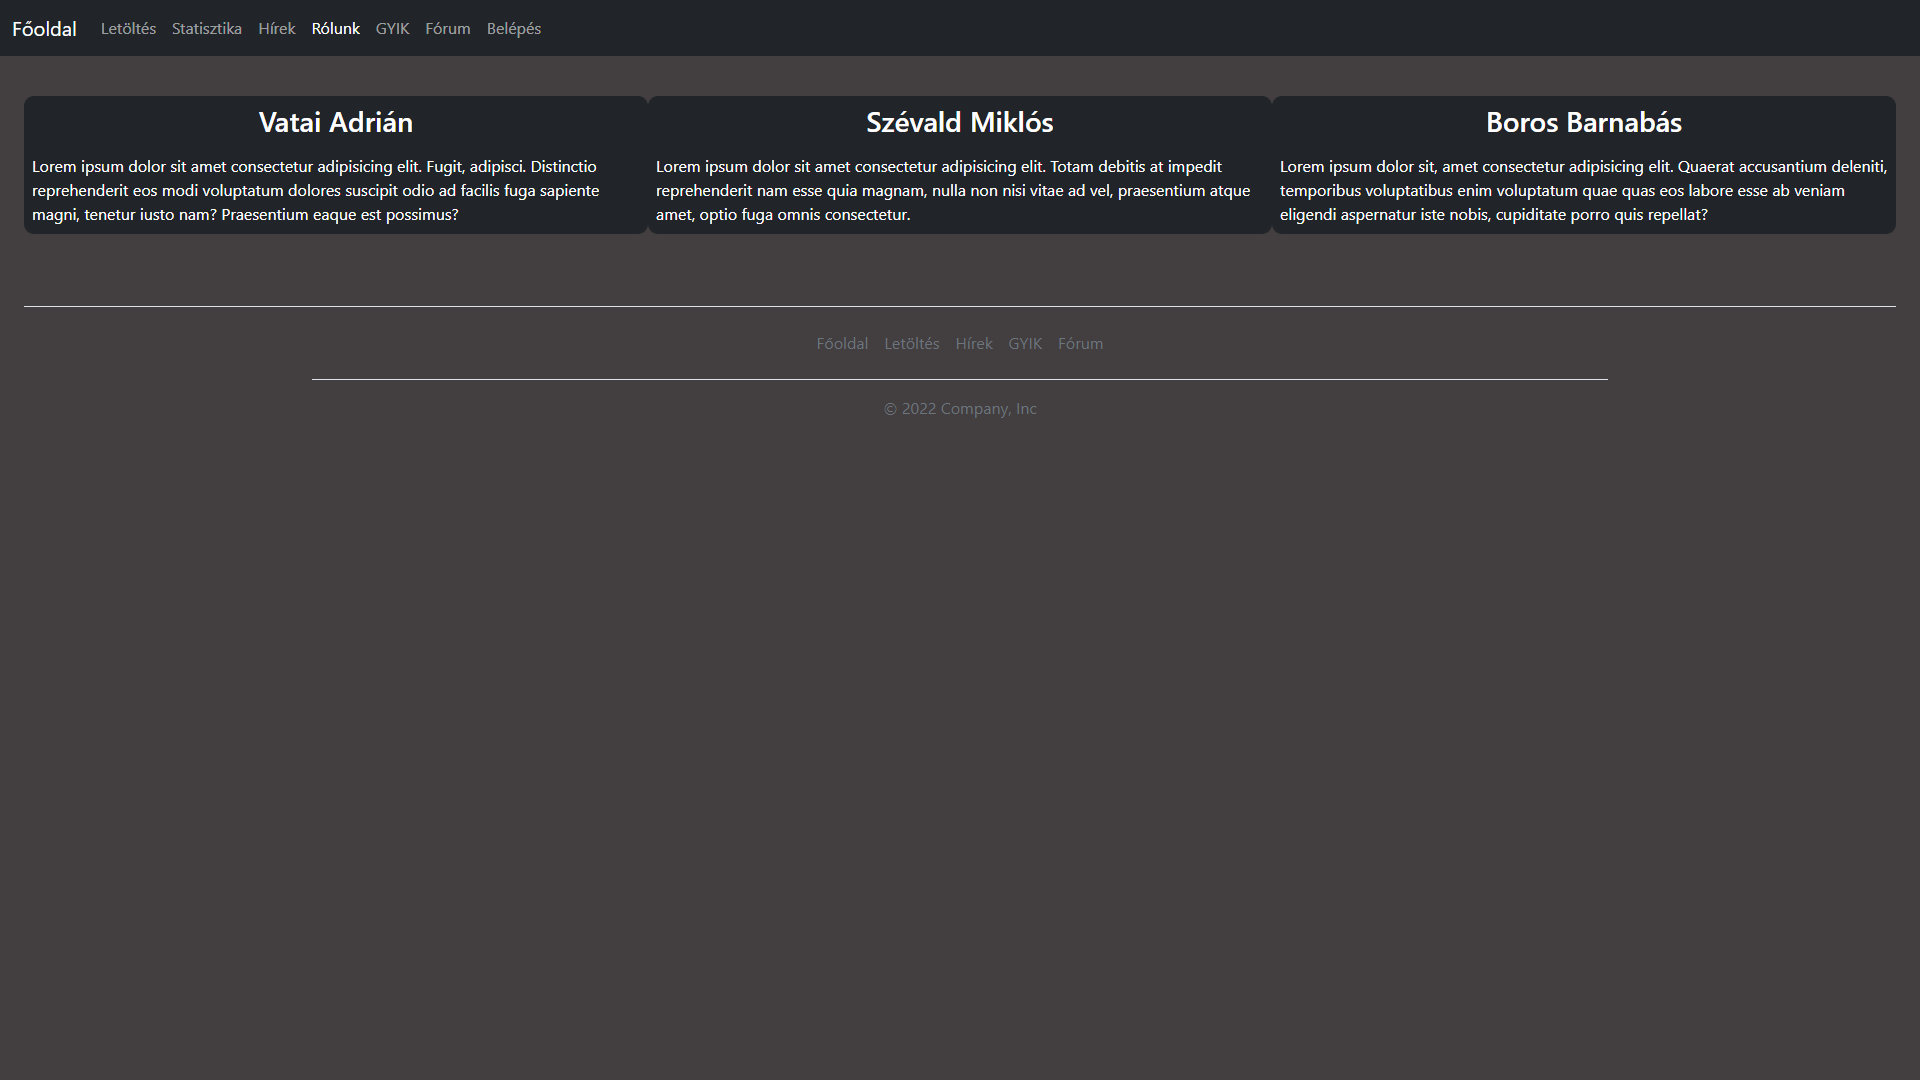 Főoldal Letöltés Statisztika Hírek Rólunk GYIK Fórum Belépés
Vatai Adrián
Lorem ipsum dolor sit amet consectetur adipisicing elit. Fugit, adipisci. Distinctio
reprehenderit eos modi voluptatum dolores suscipit odio ad facilis fuga sapiente
magni, tenetur iusto nam? Praesentium eaque est possimus?
Szévald Miklós
Lorem ipsum dolor sit amet consectetur adipisicing elit. Totam debitis at impedit
reprehenderit nam esse quia magnam, nulla non nisi vitae ad vel, praesentium atque
amet, optio fuga omnis consectetur.
Boros Barnabás
Lorem ipsum dolor sit, amet consectetur adipisicing elit. Quaerat accusantium deleniti,
temporibus voluptatibus enim voluptatum quae quas eos labore esse ab veniam
eligendi aspernatur iste nobis, cupiditate porro quis repellat?
Főoldal Letöltés Hírek GYIK Fórum
© 2022 Company, Inc